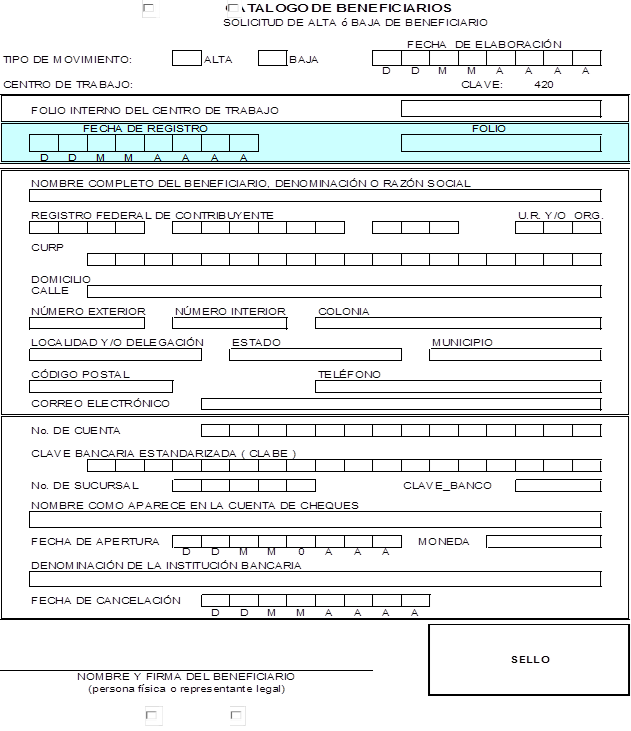 CATALOGO DE BENEFICIARIOS
SOLICITUD DE ALTA ó BAJA DE BENEFICIARIO
FECHA DE ELABORACIÓN
TIPO DE MOVIMIENTO: ALTA BAJA
D D M M A A A A
CENTRO DE TRABAJO: CLAVE: 420
FOLIO INTERNO DEL CENTRO DE TRABAJO
FECHA DE REGISTRO FOLIO
D D M M A A A A
NOMBRE COMPLETO DEL BENEFICIARIO, DENOMINACIÓN O RAZÓN SOCIAL
REGISTRO FEDERAL DE CONTRIBUYENTE U.R. Y/O ORG.
CURP
DOMICILIO
CALLE
NÚMERO EXTERIOR NÚMERO INTERIOR COLONIA
LOCALIDAD Y/O DELEGACIÓN ESTADO MUNICIPIO
CÓDIGO POSTAL TELÉFONO
CORREO ELECTRÓNICO
No. DE CUENTA
CLAVE BANCARIA ESTANDARIZADA ( CLABE )
No. DE SUCURSAL CLAVE_BANCO
NOMBRE COMO APARECE EN LA CUENTA DE CHEQUES
FECHA DE APERTURA MONEDA
D D M M 0 A A A
DENOMINACIÓN DE LA INSTITUCIÓN BANCARIA
FECHA DE CANCELACIÓN
D D M M A A A A
SELLO
NOMBRE Y FIRMA DEL BENEFICIARIO
(persona física o representante legal)